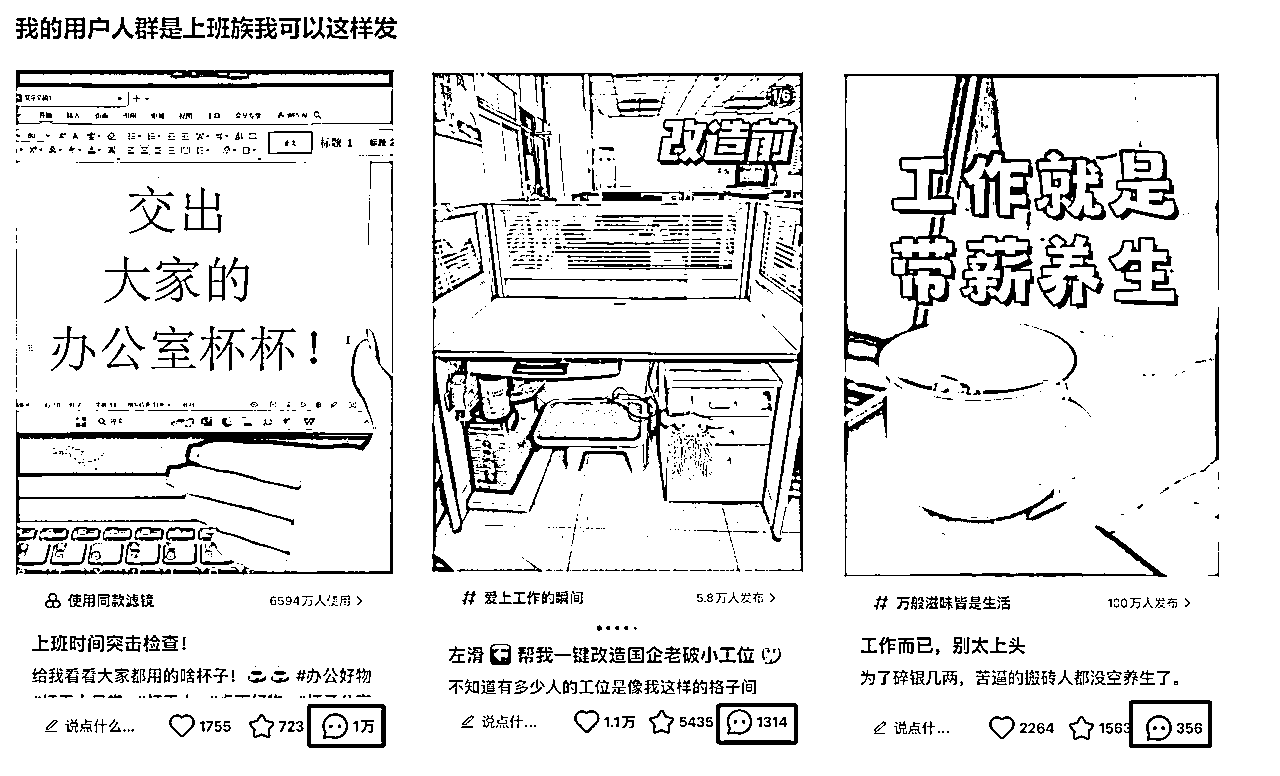 我的用户人群是上班族我可以这样发
标题 1
交出
大家的
办公室杯杯！
使用同款滤镜
6594万人使用 >
上班时间突击检查！
给我看看大家都用的啥杯子！ #办公好物
说点什么...
1755
723
1万
1/6
改造前
# 爱上工作的瞬间
5.8万人发布 >
左滑 帮我一键改造国企老破小工位
不知道有多少人的工位是像我这样的格子间
说点什...
1.1万
5435
1314
工作就是
带薪养生
# 万般滋味皆是生活
100万人发布 >
工作而已，别太上头
为了碎银几两，苦逼的搬砖人都没空养生了。
说点什...
2264
1563
356